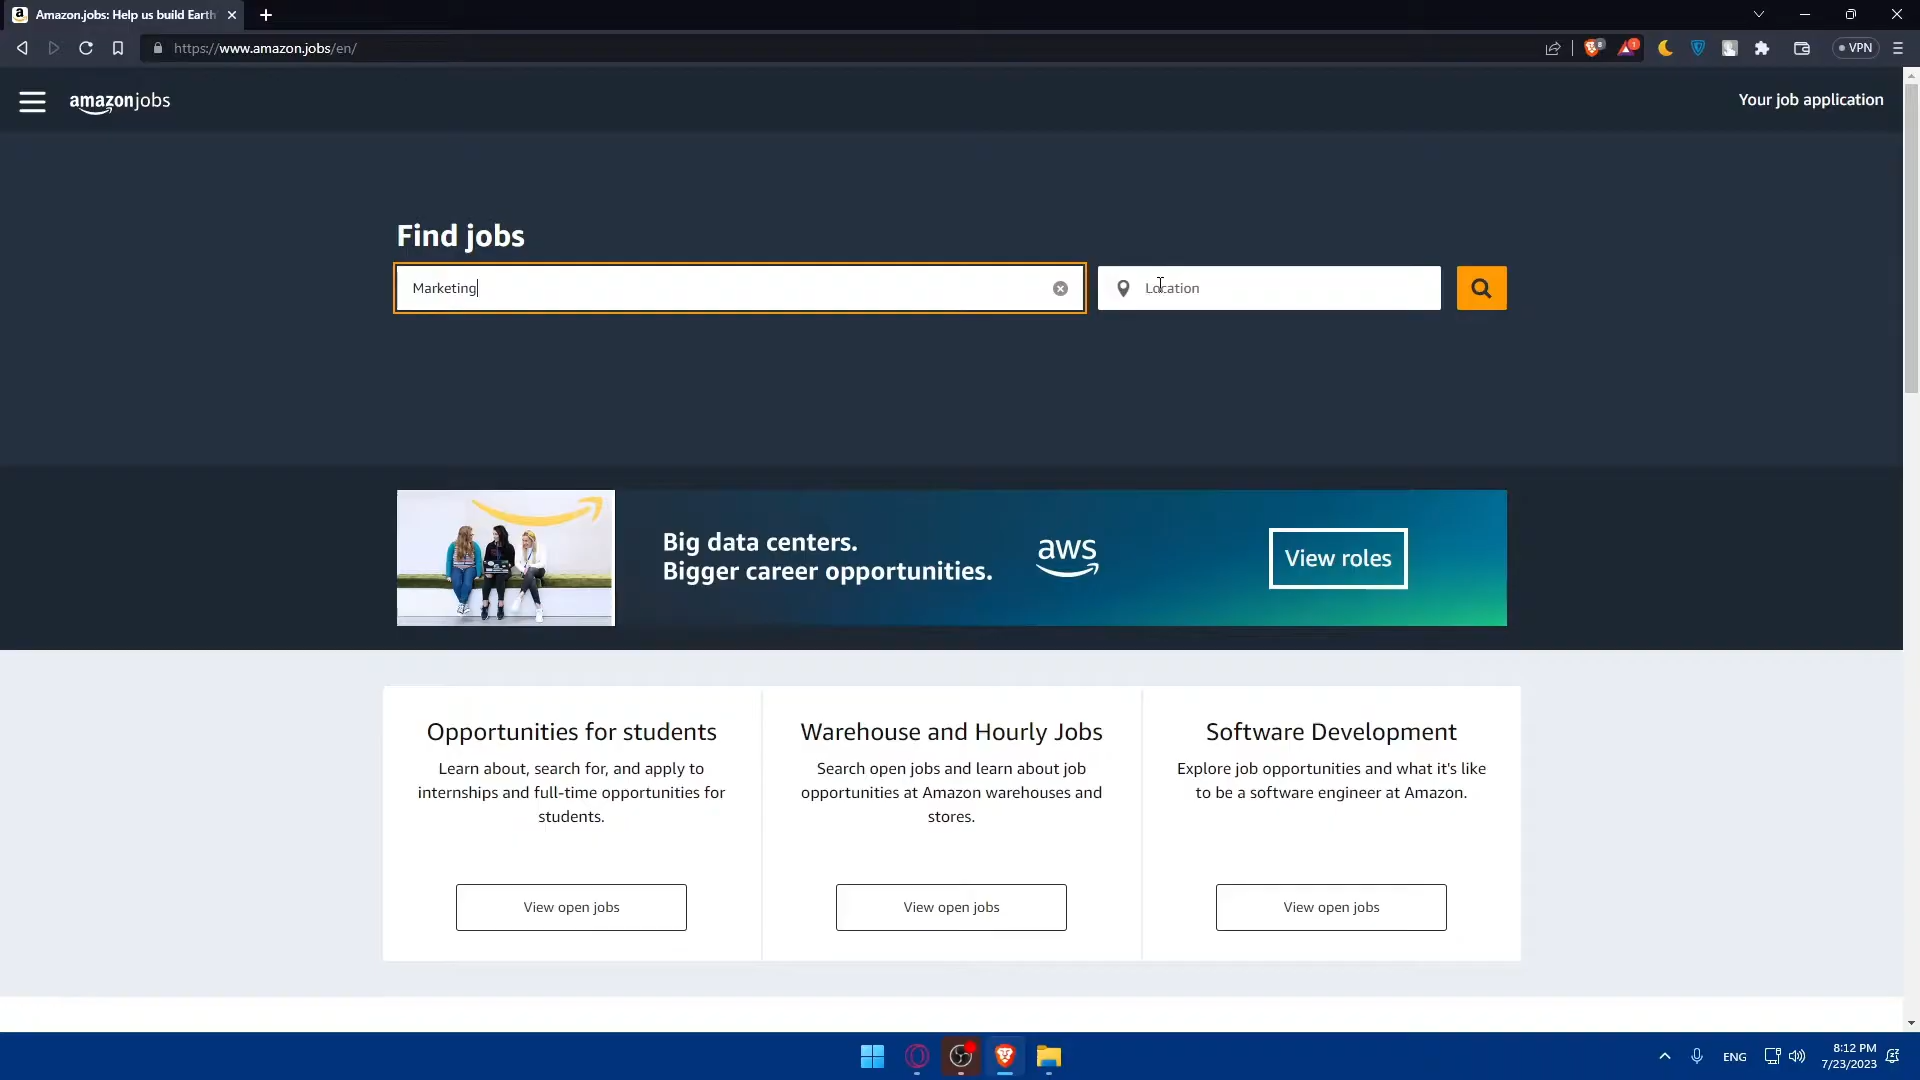 Amazon.jobs: Help us build Earth
https://www.amazon.jobs/en/
8
1
VPN
amazon jobs
Your job application
Find jobs
Marketing
Location
Big data centers.
Bigger career opportunities.
aws
View roles
Opportunities for students
Learn about, search for, and apply to
internships and full-time opportunities for
students.
View open jobs
Warehouse and Hourly Jobs
Search open jobs and learn about job
opportunities at Amazon warehouses and
stores.
View open jobs
Software Development
Explore job opportunities and what it's like
to be a software engineer at Amazon.
View open jobs
ENG
8:12 PM
7/23/2023